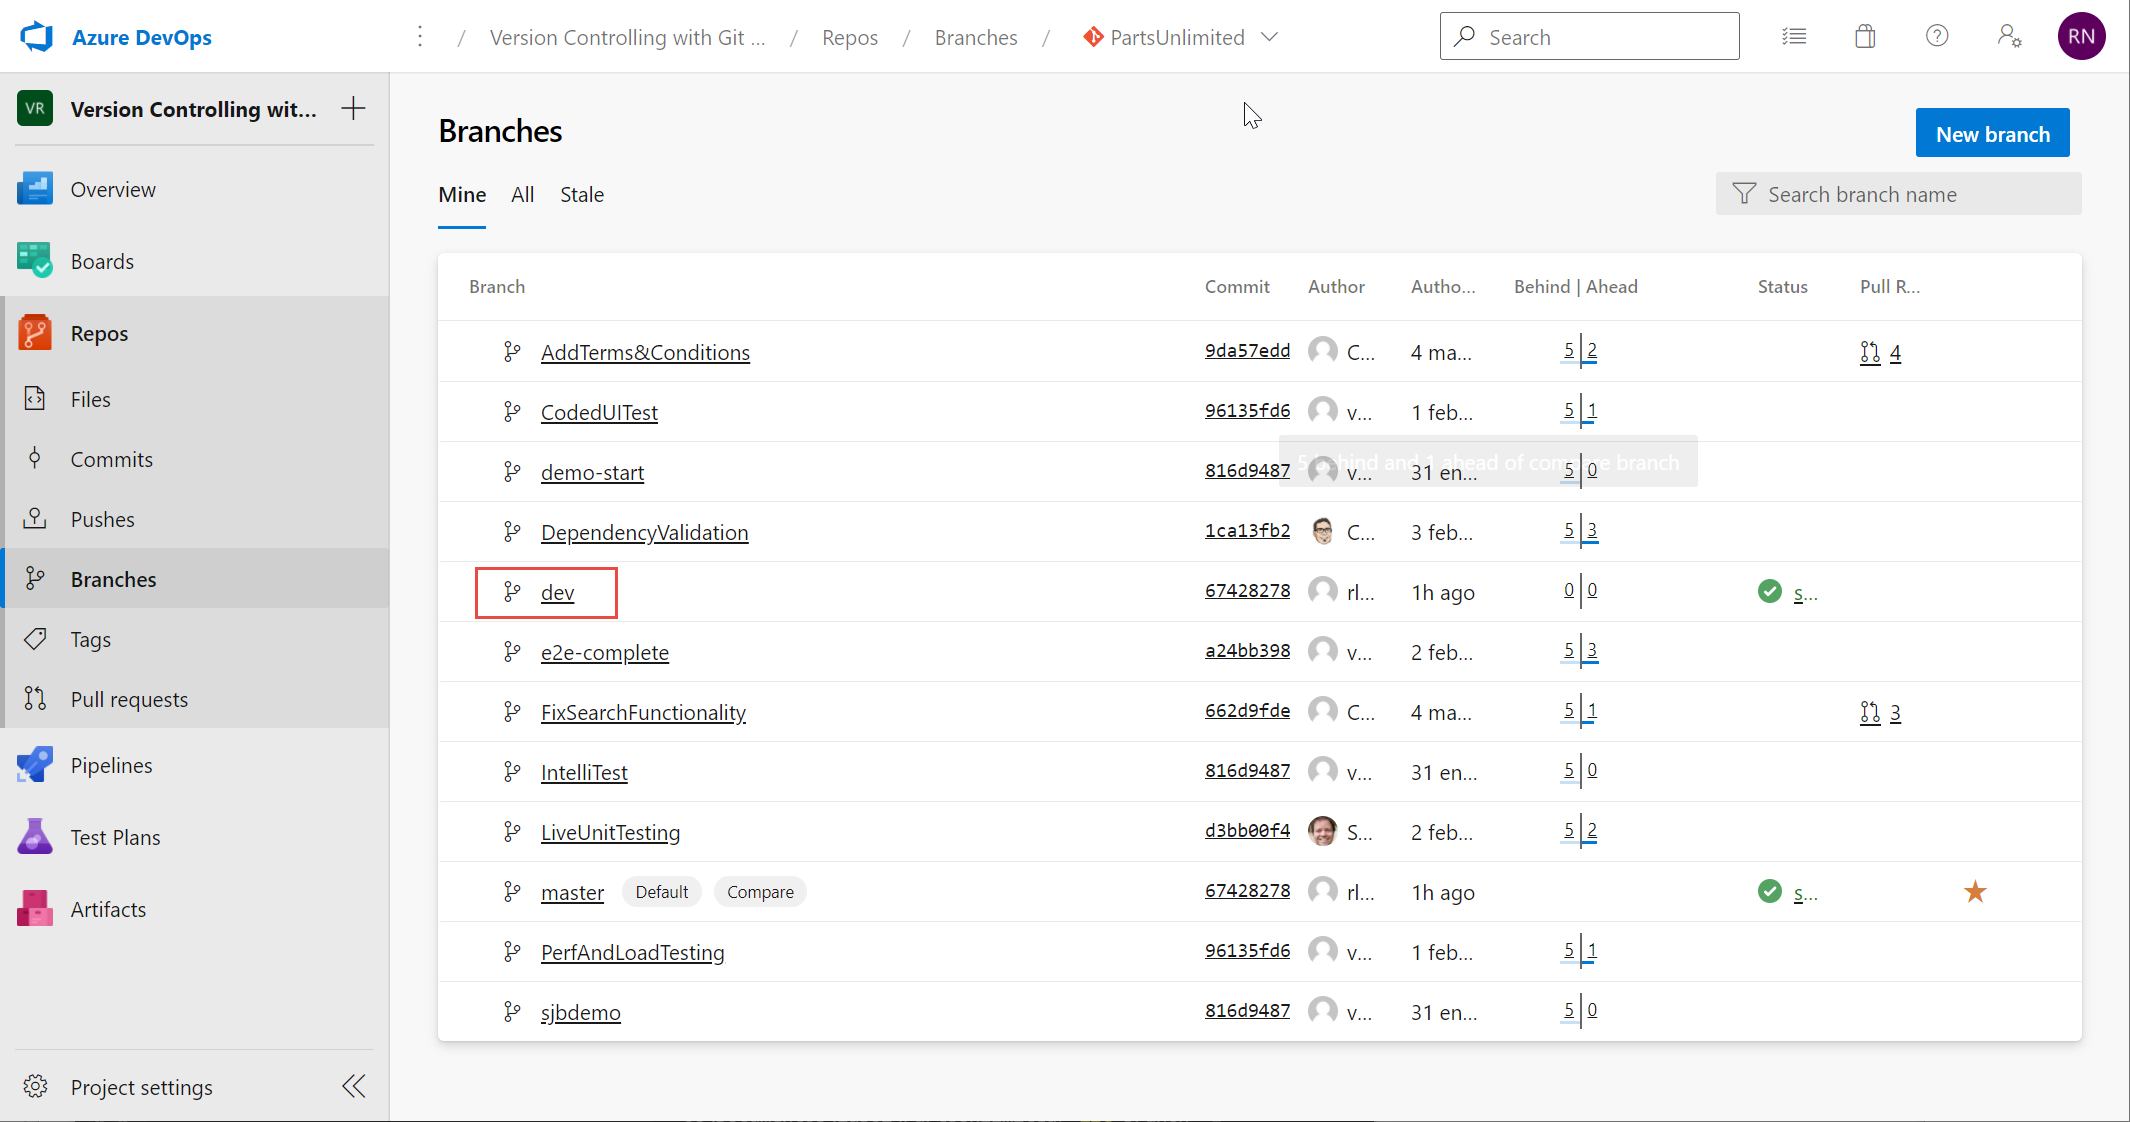 Azure DevOps
/ Version Controlling with Git ... / Repos / Branches / PartsUnlimited
Search
RN
VR Version Controlling wit...
Overview
Boards
Repos
Files
Commits
Pushes
Branches
Tags
Pull requests
Pipelines
Test Plans
Artifacts
Project settings
Branches
New branch
Mine All Stale
Search branch name
Branch Commit Author Autho... Behind | Ahead Status Pull R...
AddTerms&Conditions 9da57edd C... 4 ma... 5 2 4
CodedUITest 96135fd6 v... 1 feb... 5 1
5 behind and 1 ahead of compare branch
demo-start 816d9487 v... 31 en... 5 0
DependencyValidation 1ca13fb2 C... 3 feb... 5 3
dev 67428278 rl... 1h ago 0 0 s...
e2e-complete a24bb398 v... 2 feb... 5 3
FixSearchFunctionality 662d9fde C... 4 ma... 5 1 3
IntelliTest 816d9487 v... 31 en... 5 0
LiveUnitTesting d3bb00f4 S... 2 feb... 5 2
master Default Compare 67428278 rl... 1h ago s...
PerfAndLoadTesting 96135fd6 v... 1 feb... 5 1
sjbdemo 816d9487 v... 31 en... 5 0